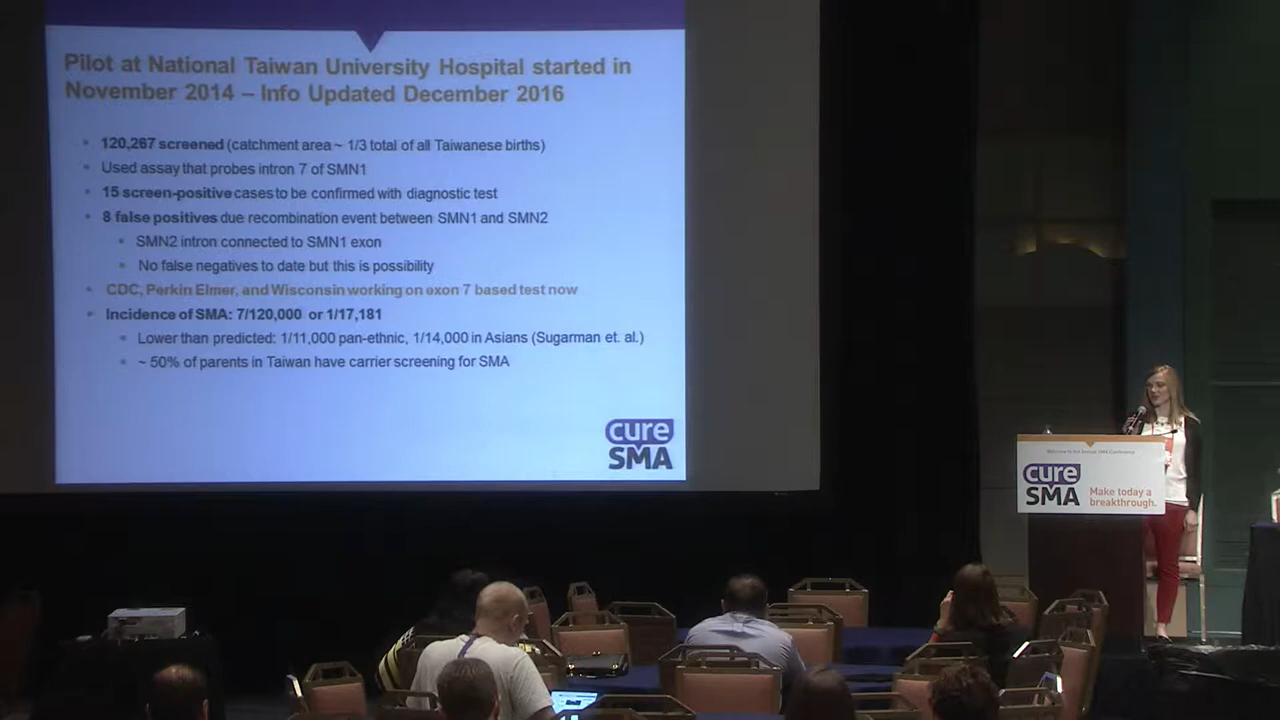 Pilot at National Taiwan University Hospital started in
November 2014 – Info Updated December 2016
120,267 screened (catchment area ~ 1/3 total of all Taiwanese births)
Used assay that probes intron 7 of SMN1
15 screen-positive cases to be confirmed with diagnostic test
8 false positives due recombination event between SMN1 and SMN2
SMN2 intron connected to SMN1 exon
No false negatives to date but this is possibility
CDC, Perkin Elmer, and Wisconsin working on exon 7 based test now
Incidence of SMA: 7/120,000 or 1/17,181
Lower than predicted: 1/11,000 pan-ethnic, 1/14,000 in Asians (Sugarman et. al.)
~ 50% of parents in Taiwan have carrier screening for SMA
cure
SMA
cure
SMA
Make today a
breakthrough.